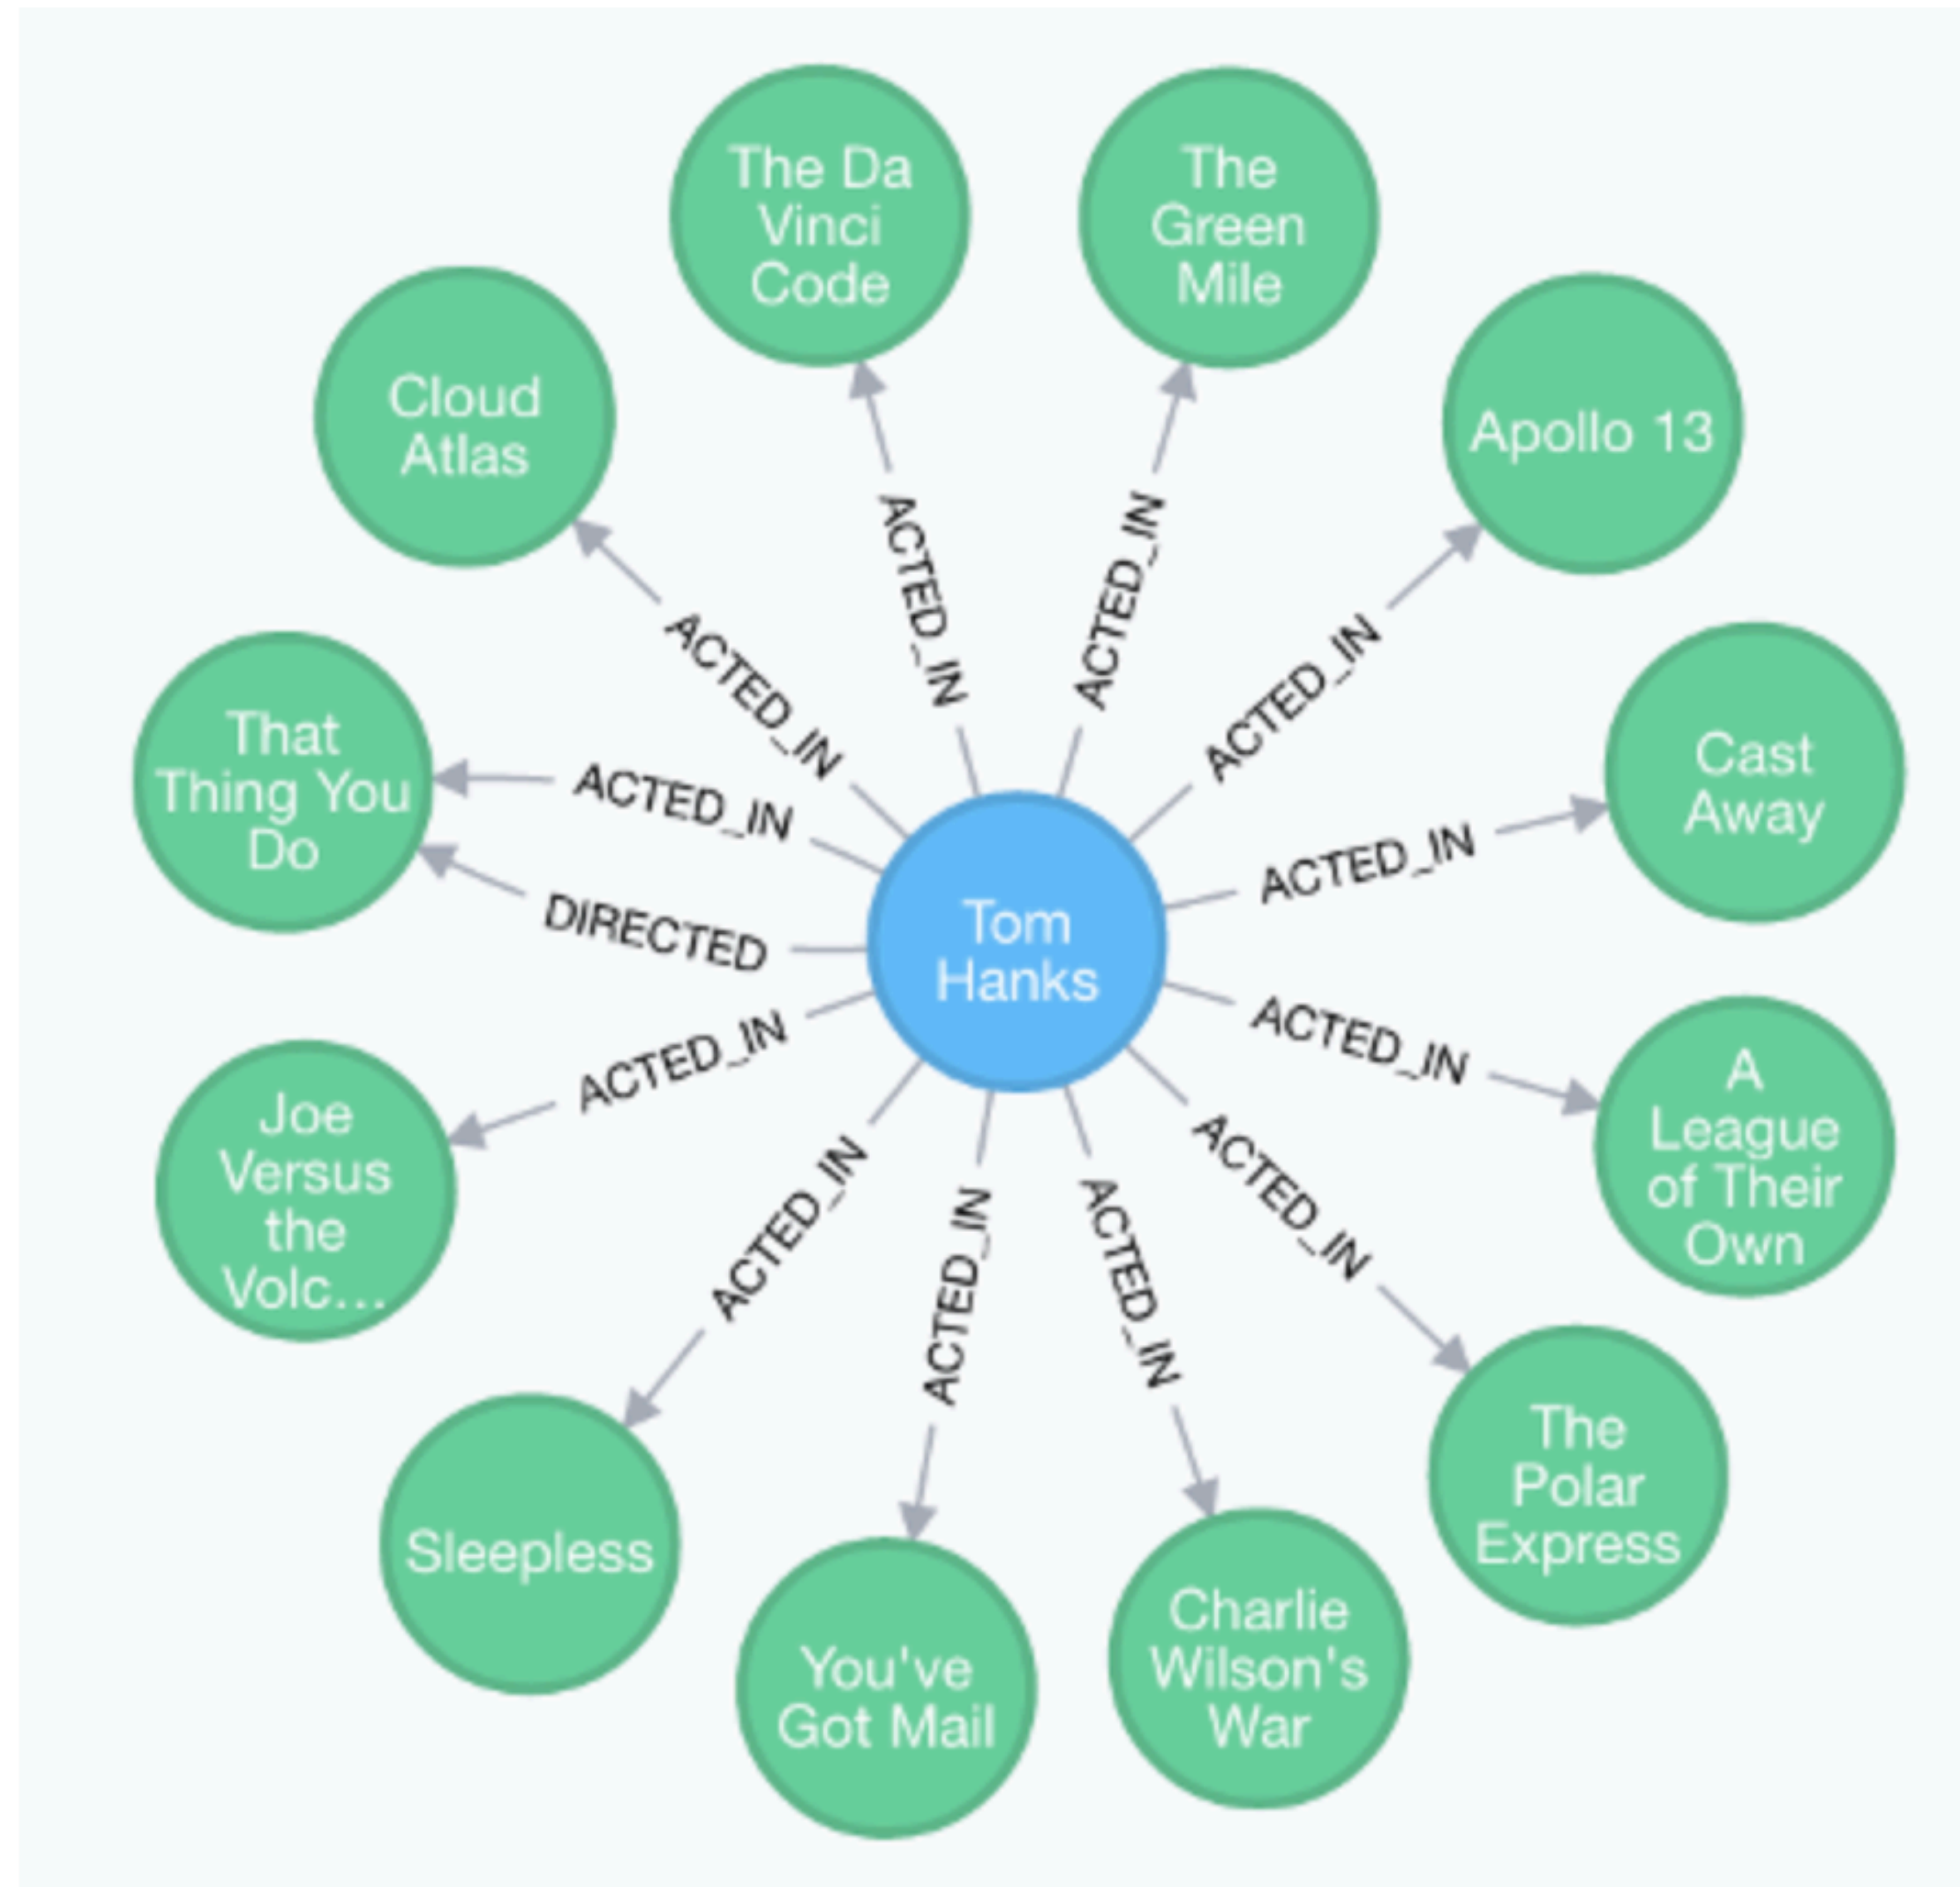 The Da
Vinci
Code
The
Green
Mile
Cloud
Atlas
Apollo 13
ACTED_IN
ACTED_IN
ACTED_IN
ACTED_IN
That
Thing You
Do
ACTED_IN
DIRECTED
Cast
Away
ACTED_IN
Tom
Hanks
ACTED_IN
ACTED_IN
A
League
of Their
Own
Joe
Versus
the
Volc...
ACTED_IN
ACTED_IN
ACTED_IN
ACTED_IN
Sleepless
You've
Got Mail
Charlie
Wilson's
War
The
Polar
Express